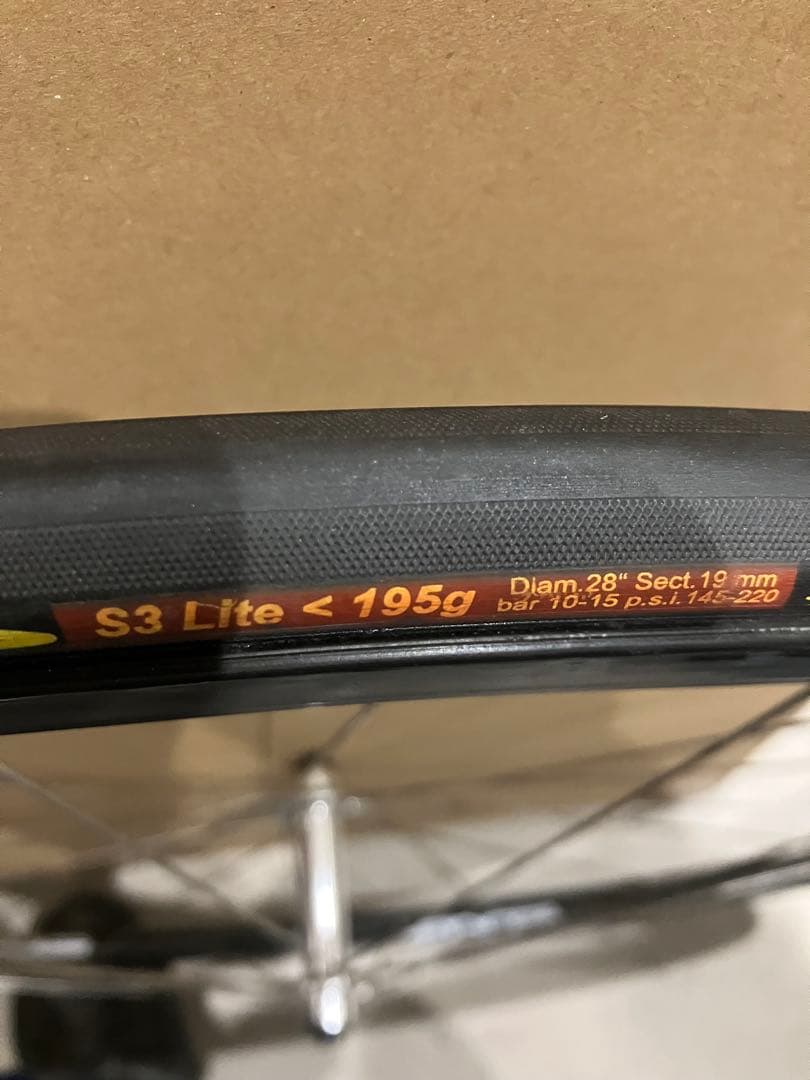 S3 Lite < 195g
Diam.28" Sect.19 mm
bar 10-15 p.s.i.145-220